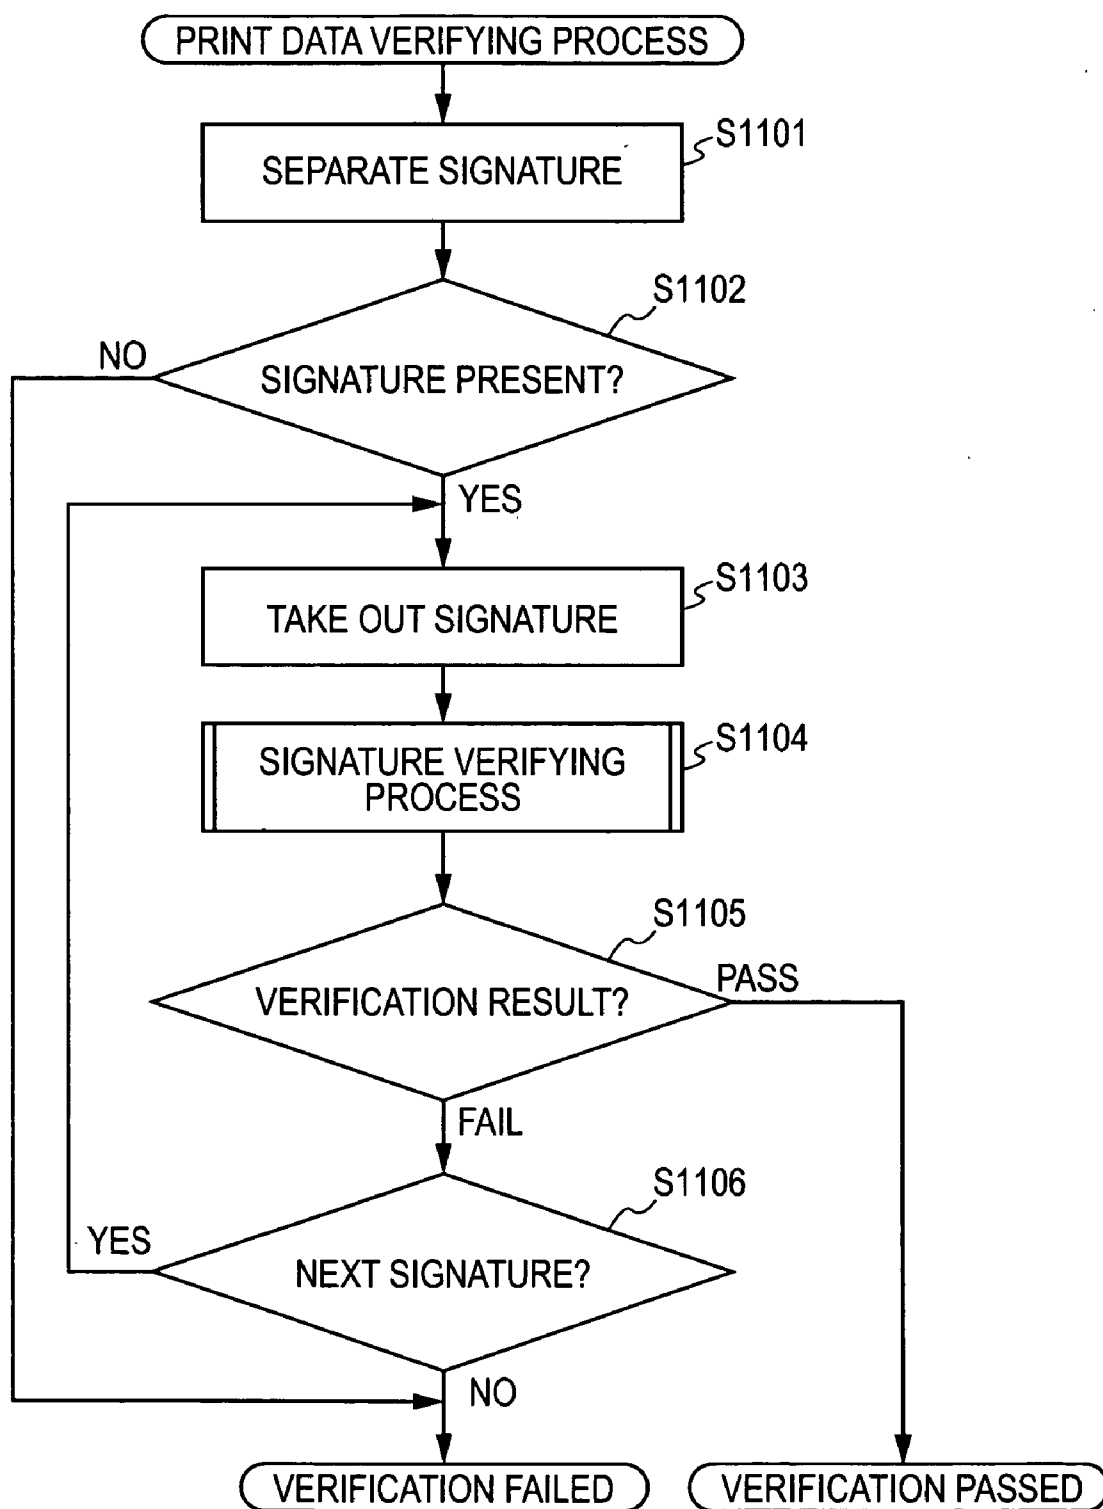 PRINT DATA VERIFYING PROCESS
S1101
SEPARATE SIGNATURE
S1102
NO
SIGNATURE PRESENT?
YES
S1103
TAKE OUT SIGNATURE
S1104
SIGNATURE VERIFYING
PROCESS
S1105
PASS
VERIFICATION RESULT?
FAIL
S1106
YES
NEXT SIGNATURE?
NO
VERIFICATION FAILED
VERIFICATION PASSED